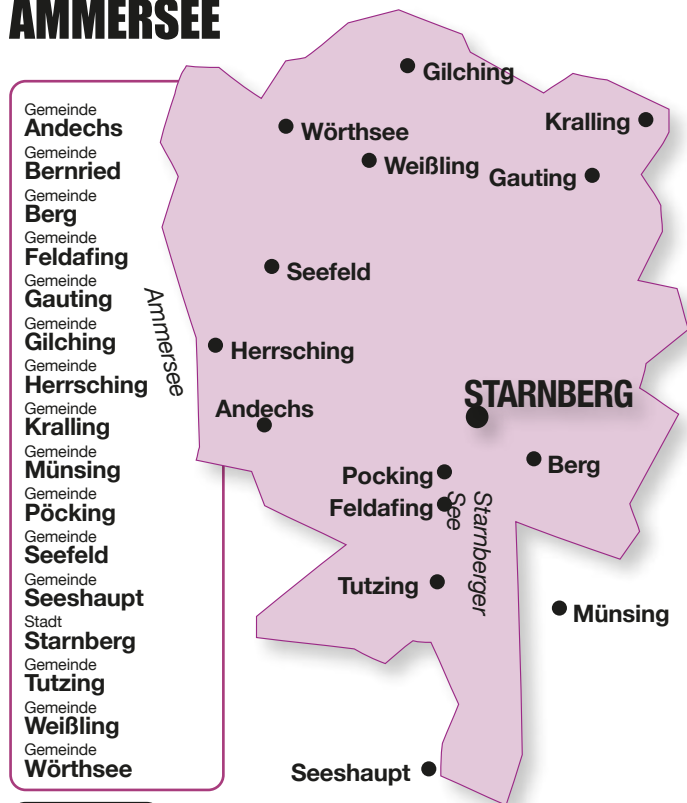 AMMERSEE
Gemeinde
Andechs
Gemeinde
Bernried
Gemeinde
Berg
Gemeinde
Feldafing
Gemeinde
Gauting
Gemeinde
Gilching
Gemeinde
Herrsching
Gemeinde
Kralling
Gemeinde
Münsing
Gemeinde
Pöcking
Gemeinde
Seefeld
Gemeinde
Seeshaupt
Stadt
Starnberg
Gemeinde
Tutzing
Gemeinde
Weißling
Gemeinde
Wörthsee
Gilching
Kralling
Wörthsee
Weißling
Gauting
Seefeld
Ammersee
Herrsching
STARNBERG
Andechs
Berg
Pocking
Feldafing
Starnberger
See
Tutzing
Münsing
Seeshaupt